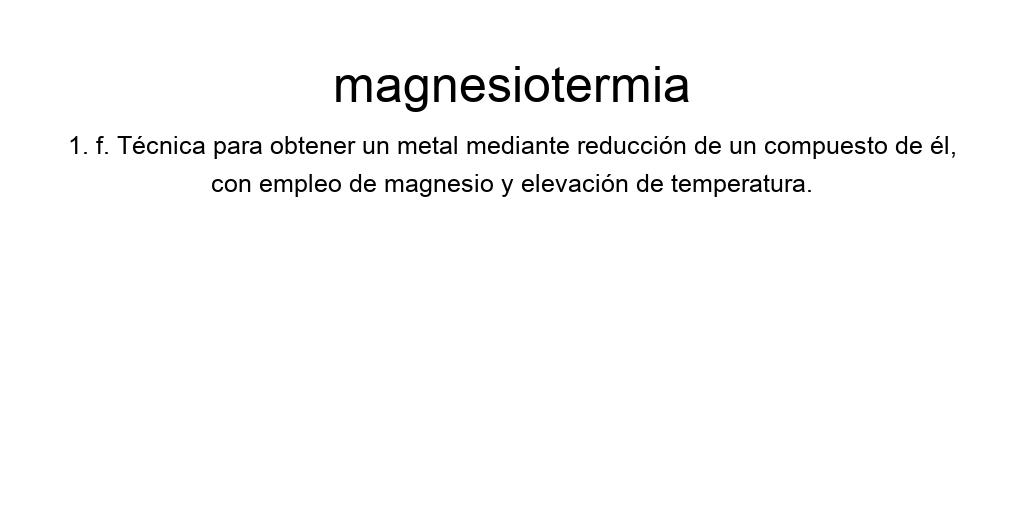 magnesiotermia
1. f. Técnica para obtener un metal mediante reducción de un compuesto de él,
con empleo de magnesio y elevación de temperatura.